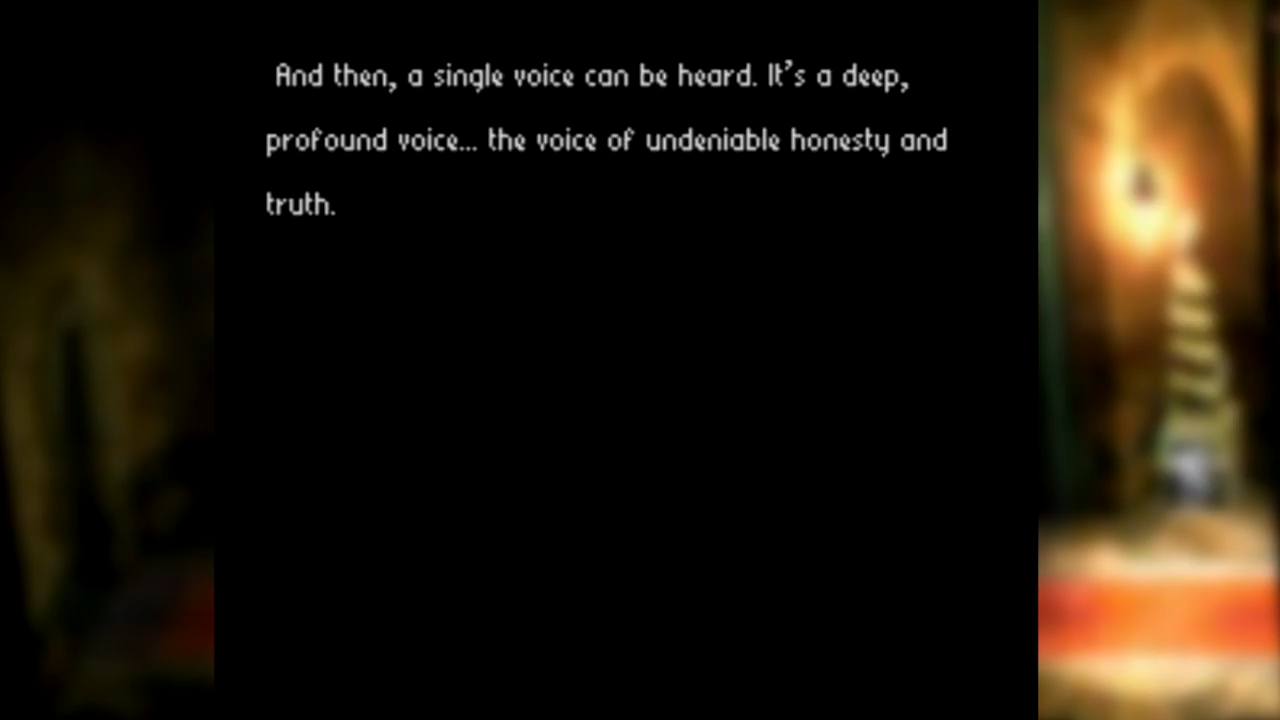 And then, a single voice can be heard. It's a deep,
profound voice... the voice of undeniable honesty and
truth.